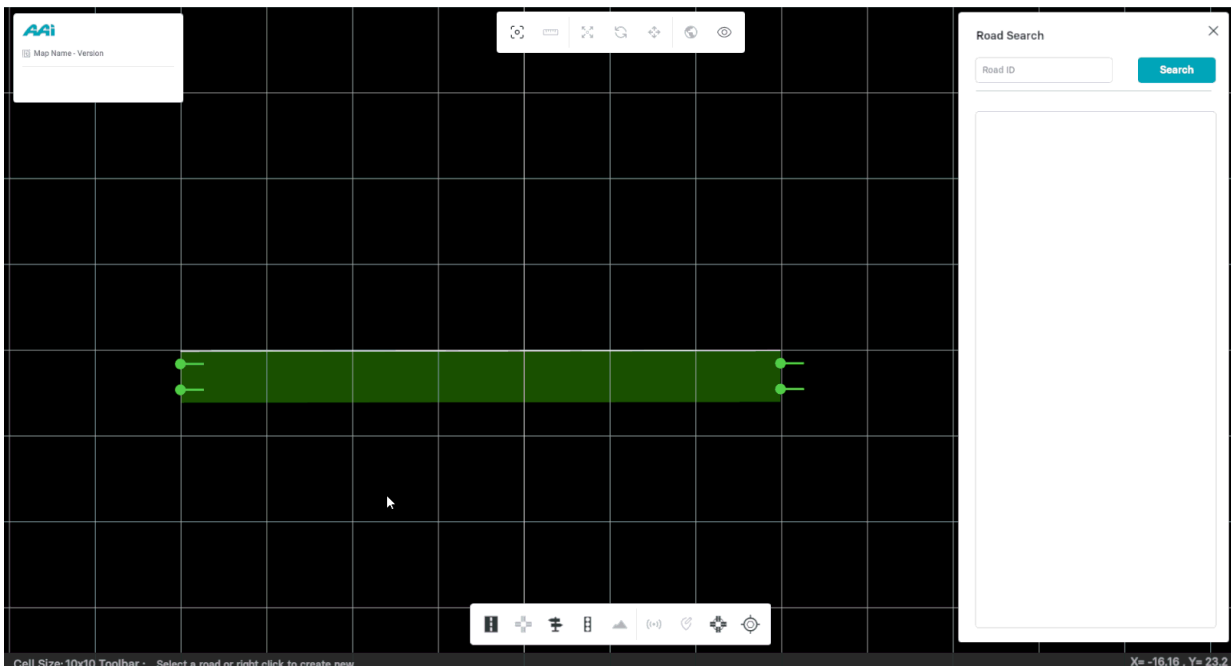 AAi
Map Name - Version
Road Search
Road ID
Search
Cell Size: 10x10 Toolbar : Select a road or right click to create new
X= -16.16 , Y= 23.2